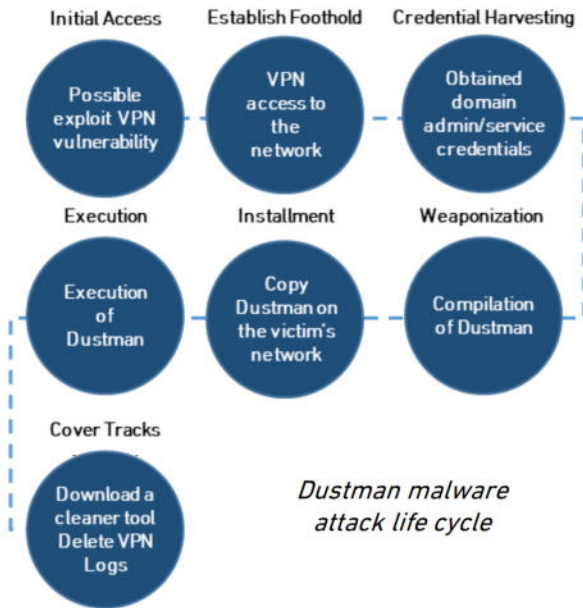 Initial Access
Establish Foothold
Credential Harvesting
Possible
exploit VPN
vulnerability
VPN
access to
the
network
Obtained
domain
admin/service
credentials
Execution
Installment
Weaponization
Execution
of
Dustman
Copy
Dustman on
the victim's
network
Compilation
of Dustman
Cover Tracks
Download a
cleaner tool
Delete VPN
Logs
Dustman malware
attack life cycle